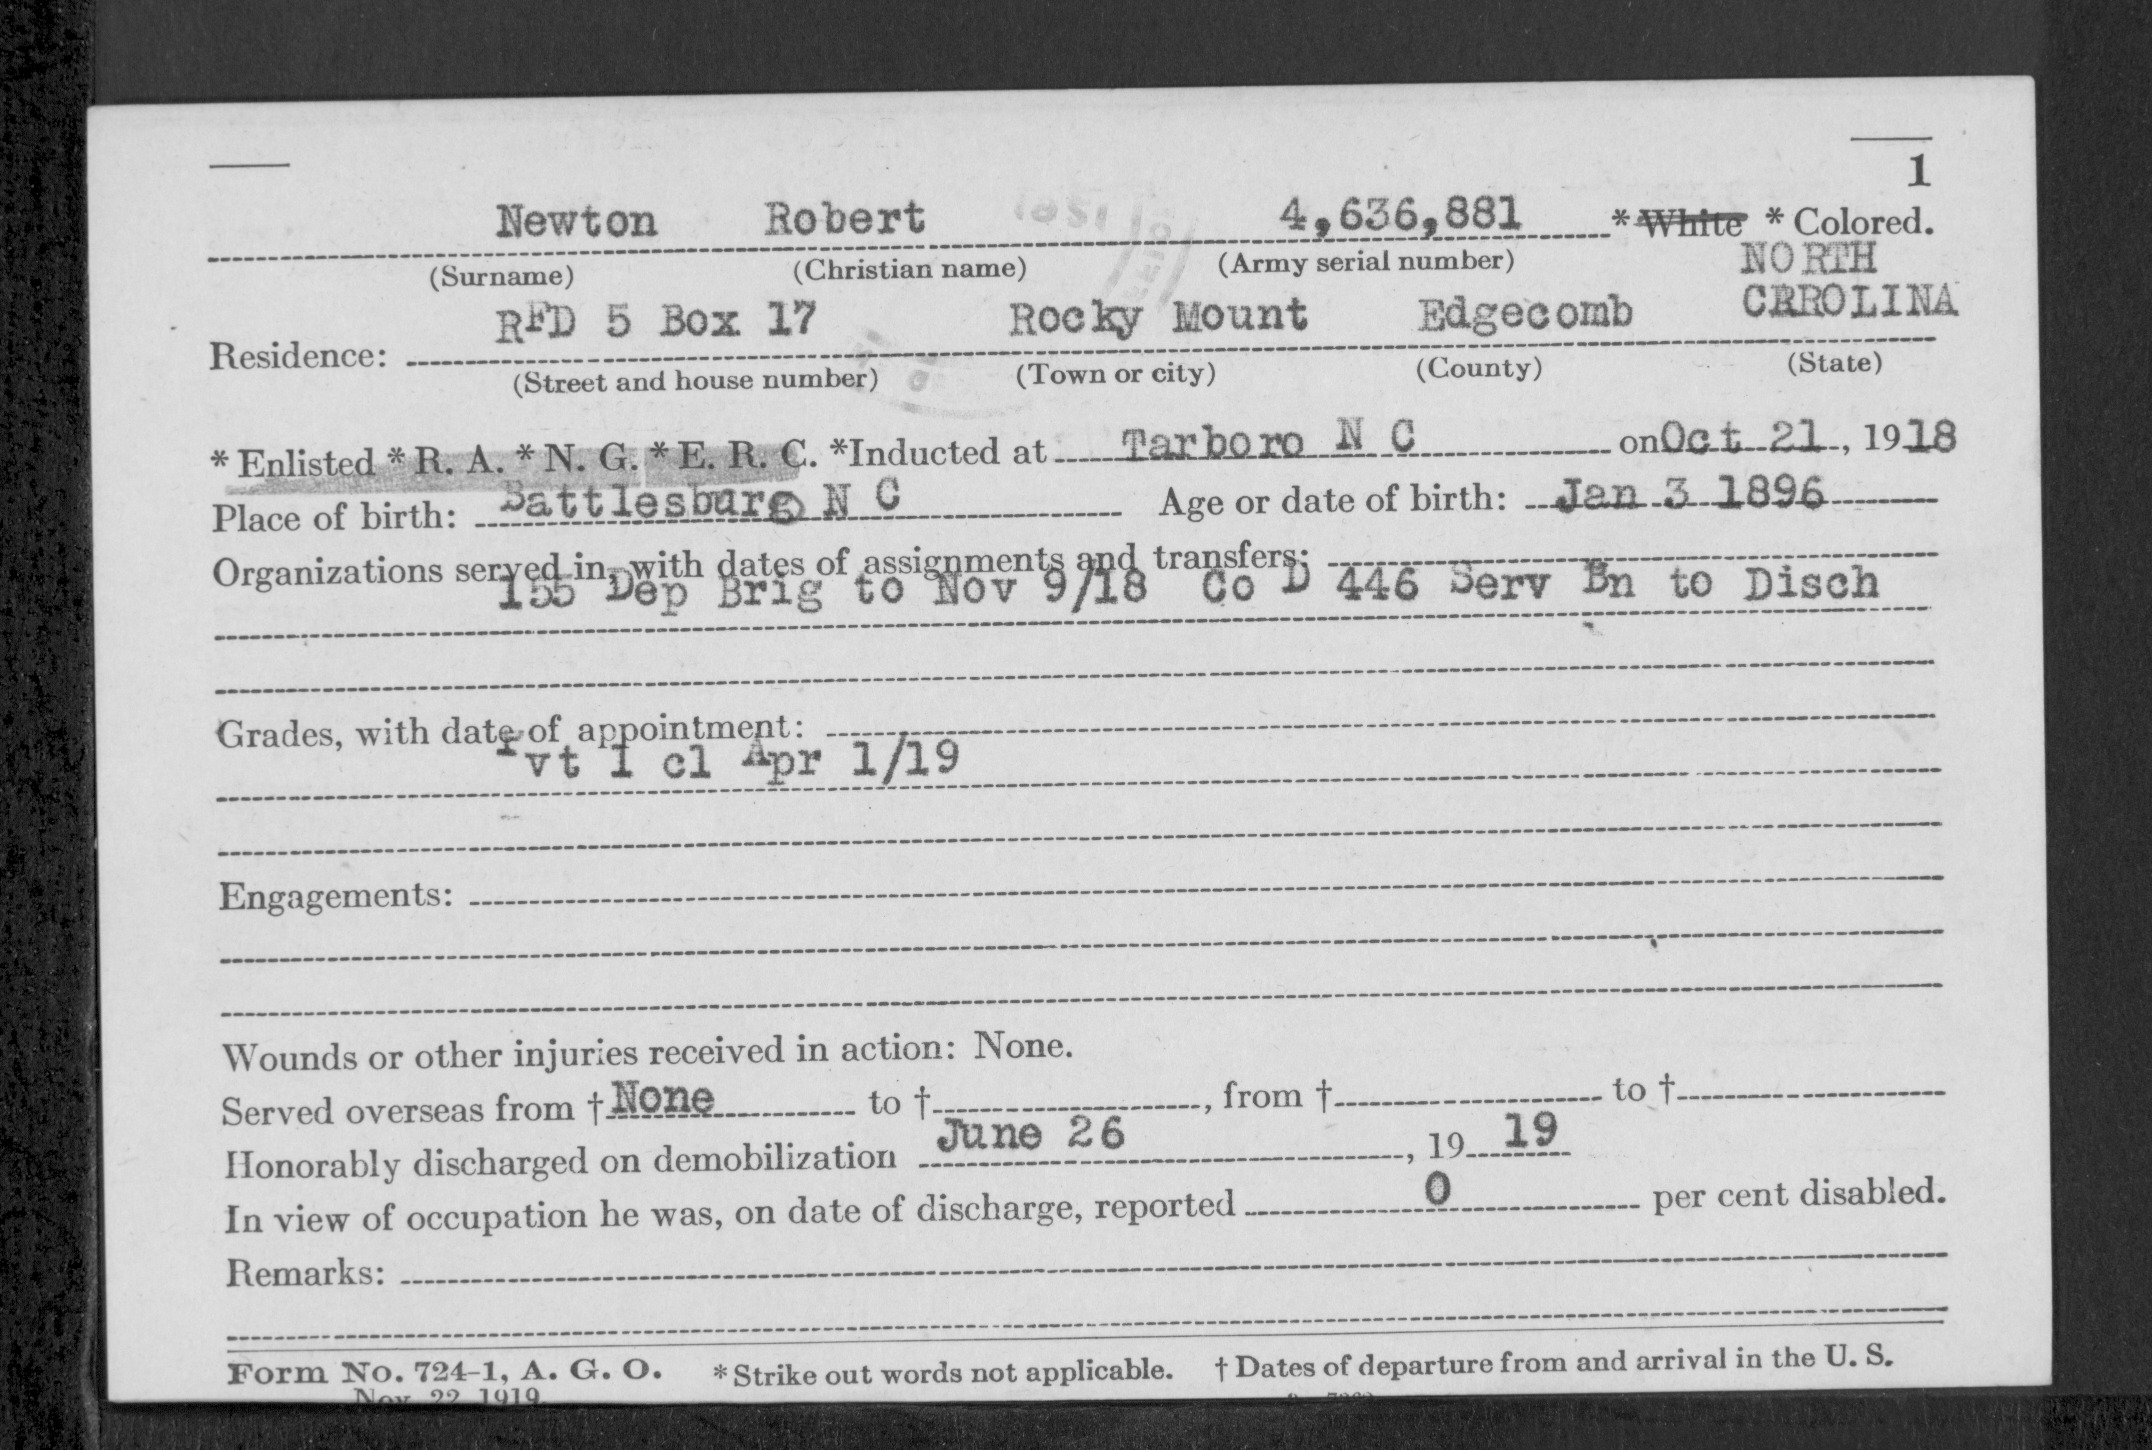 1
Newton Robert 4,636,881 * White * Colored.
(Surname) (Christian name) (Army serial number) NORTH
RFD 5 Box 17 Rocky Mount Edgecomb CRROLINA
Residence:
(Street and house number) (Town or city) (County) (State)
* Enlisted * R. A. * N. G. * E. R. C. *Inducted at Tarboro N C on Oct 21, 1918
Place of birth: Battlesburg N C Age or date of birth: Jan 3 1896
Organizations served in, with dates of assignments and transfers:
155 Dep Brig to Nov 9/18 Co D 446 Serv Bn to Disch
Grades, with date of appointment:
Pvt 1 cl Apr 1/19
Engagements:
Wounds or other injuries received in action: None.
Served overseas from † None to †, from † to †
Honorably discharged on demobilization June 26, 19 19
In view of occupation he was, on date of discharge, reported 0 per cent disabled.
Remarks:
Form No. 724-1, A. G. O. * Strike out words not applicable. † Dates of departure from and arrival in the U. S.
Nov. 22, 1919